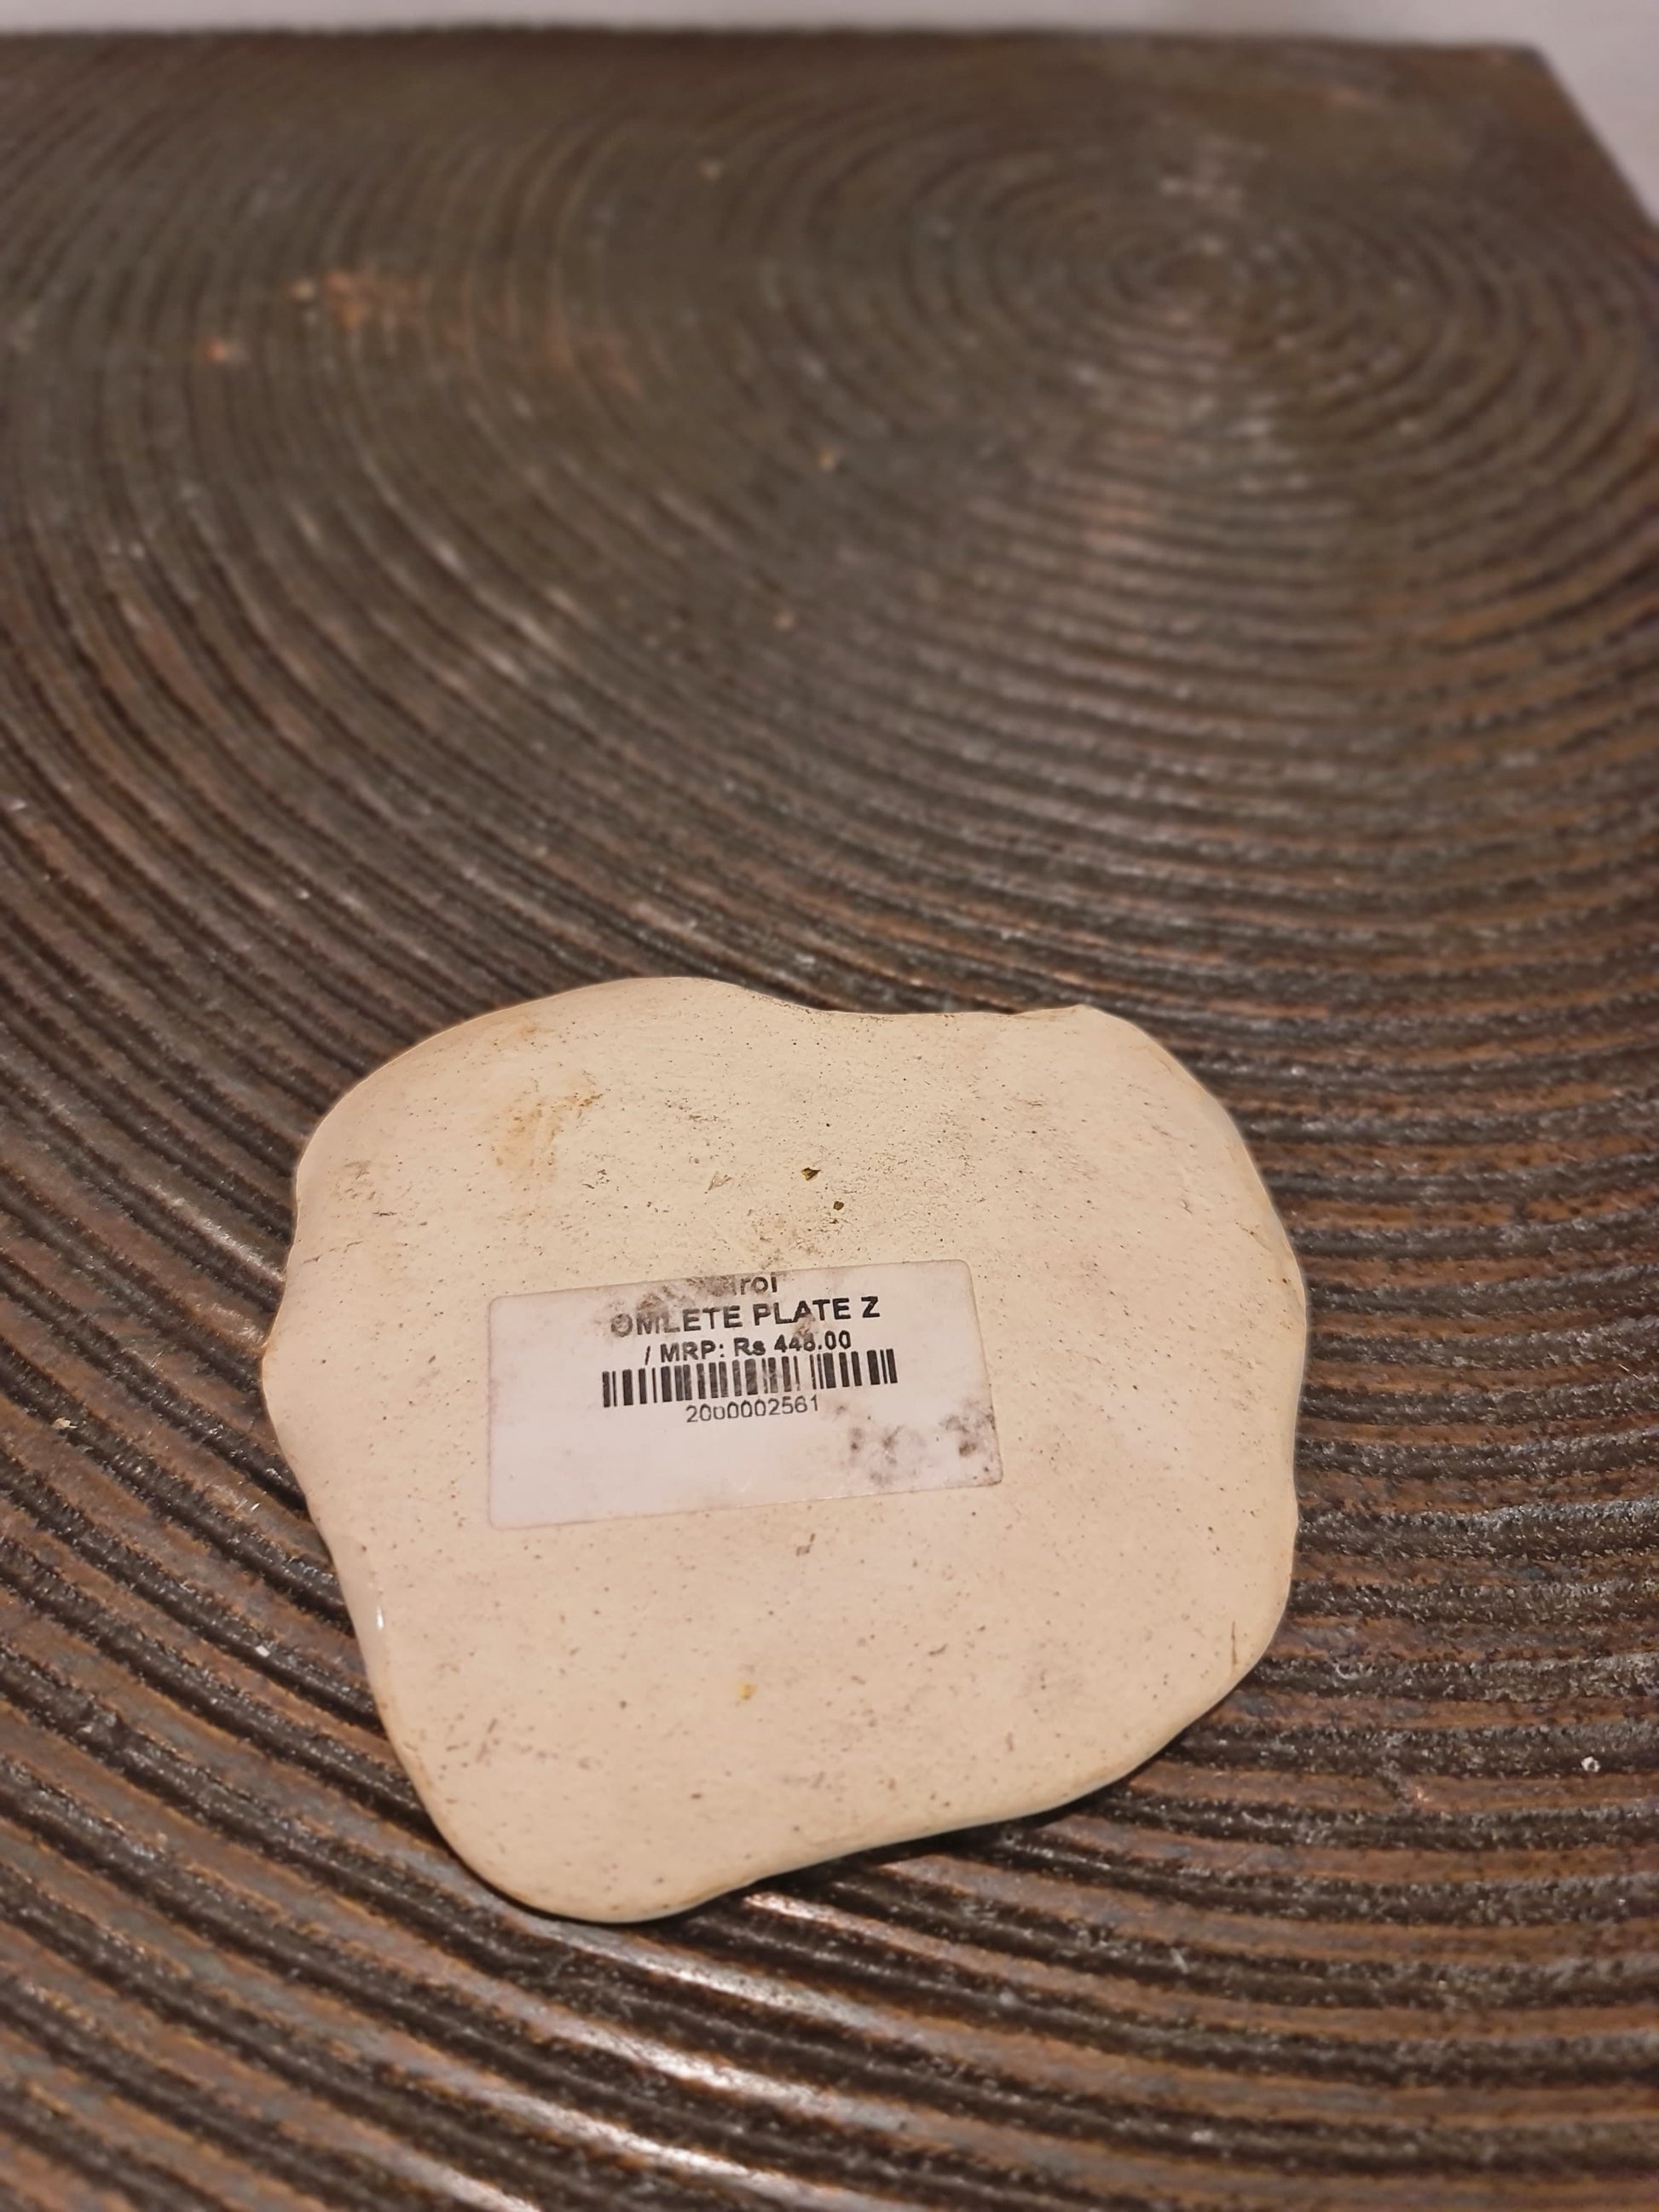 OMLETE PLATE Z
/ MRP: Rs 448.00
2000002561